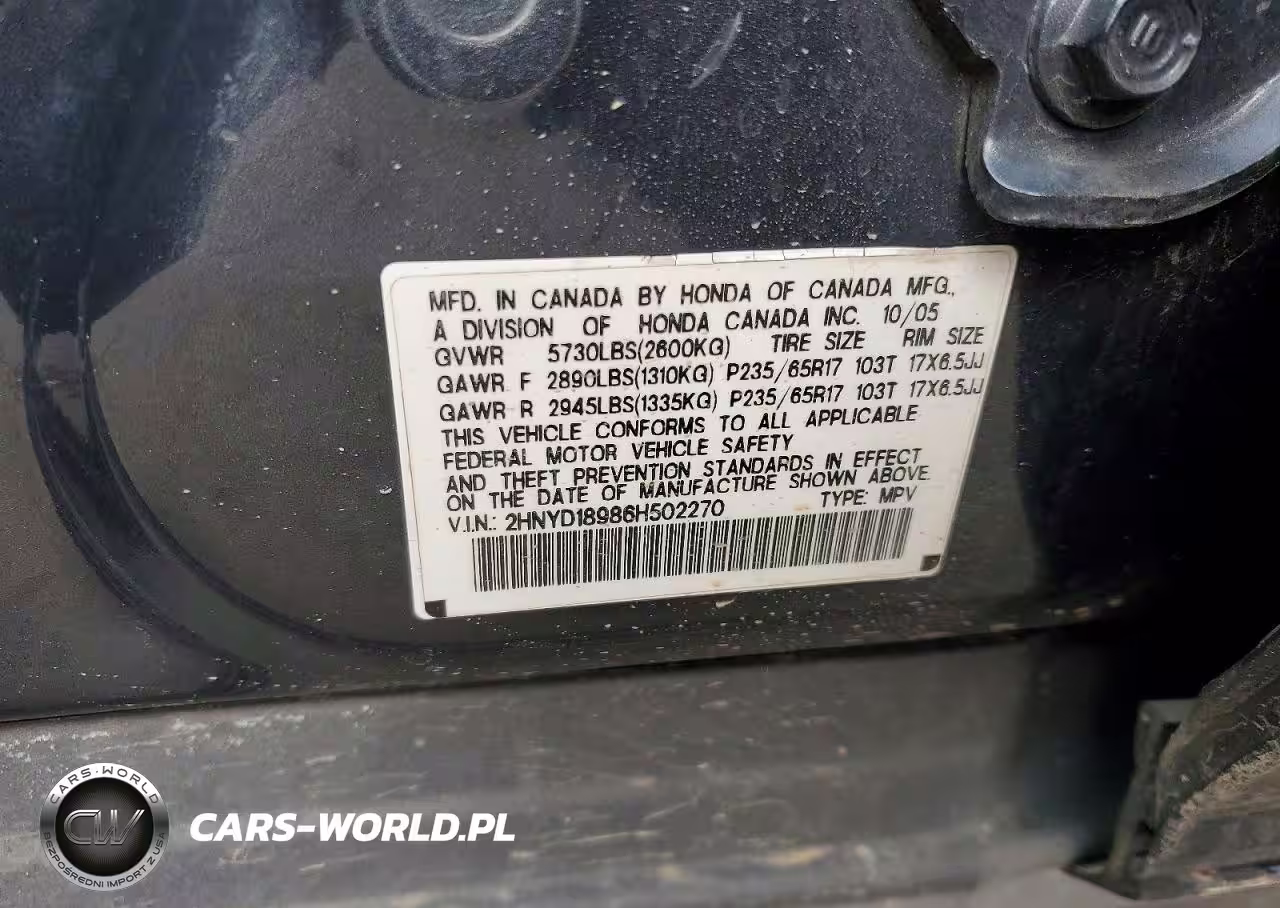 MFD. IN CANADA BY HONDA OF CANADA MFG.,
A DIVISION OF HONDA CANADA INC. 10/05
GVWR 5730LBS(2600KG) TIRE SIZE RIM SIZE
GAWR F 2890LBS(1310KG) P235/65R17 103T 17X6.5JJ
GAWR R 2945LBS(1335KG) P235/65R17 103T 17X6.5JJ
THIS VEHICLE CONFORMS TO ALL APPLICABLE
FEDERAL MOTOR VEHICLE SAFETY
AND THEFT PREVENTION STANDARDS IN EFFECT
ON THE DATE OF MANUFACTURE SHOWN ABOVE.
V.I.N.: 2HNYD18986H502270 TYPE: MPV
CARS-WORLD
CW
BEZPOŚREDNI IMPORT Z USA
CARS-WORLD.PL